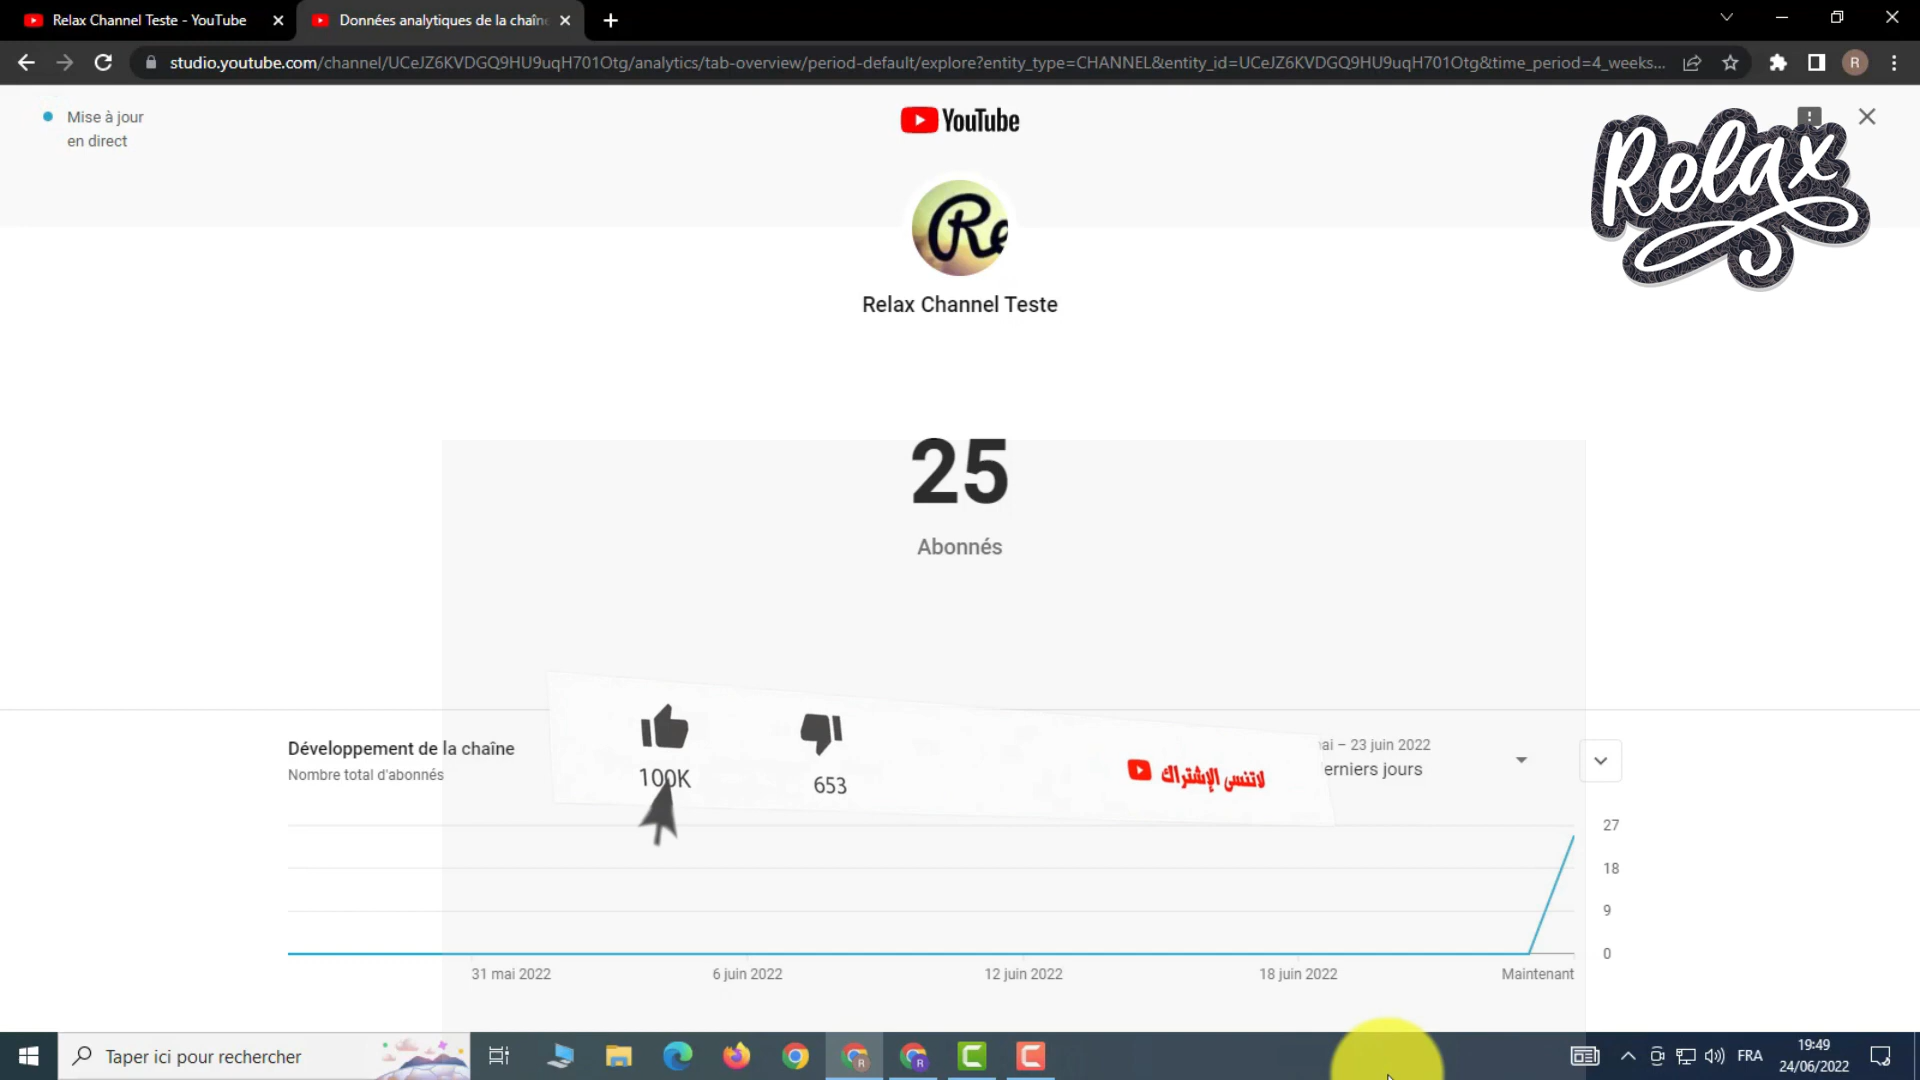 Relax Channel Teste - YouTube
Données analytiques de la chaîne
studio.youtube.com/channel/UCeJZ6KVDGQ9HU9uqH701Otg/analytics/tab-overview/period-default/explore?entity_type=CHANNEL&entity_id=UCeJZ6KVDGQ9HU9uqH701Otg&time_period=4_weeks...
R
Mise à jour
en direct
YouTube
Relax
Re
Relax Channel Teste
25
Abonnés
Développement de la chaîne
Nombre total d'abonnés
100K
653
لاتنسى الإشتراك
ai – 23 juin 2022
erniers jours
27
18
9
0
31 mai 2022
6 juin 2022
12 juin 2022
18 juin 2022
Maintenant
Taper ici pour rechercher
FRA
19:49
24/06/2022